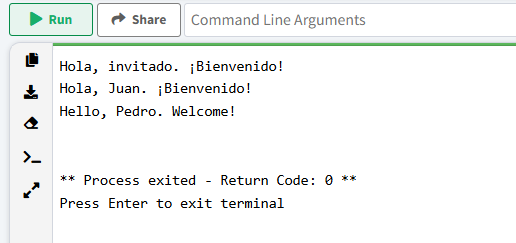 Run Share Command Line Arguments
Hola, invitado. ¡Bienvenido!
Hola, Juan. ¡Bienvenido!
Hello, Pedro. Welcome!
** Process exited - Return Code: 0 **
Press Enter to exit terminal